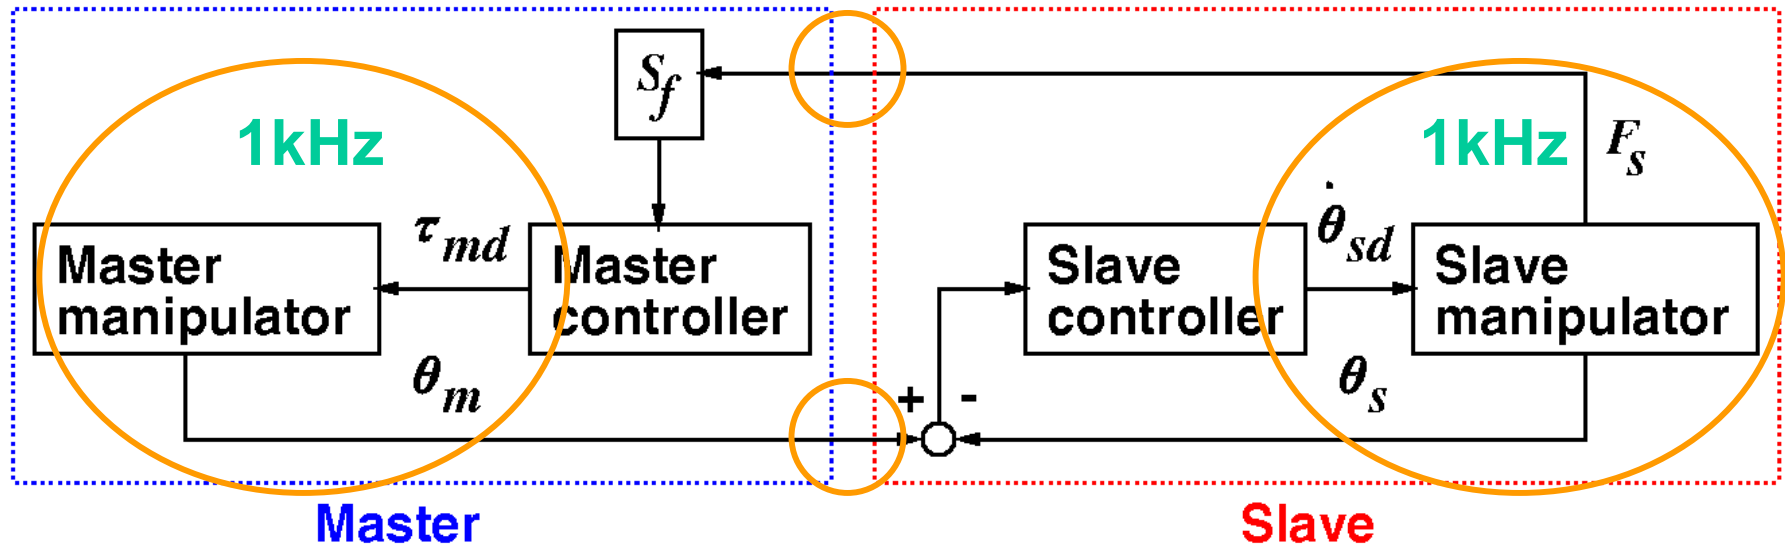 S_f
1kHz
1kHz
F_s
Master
manipulator
τ_md
Master
controller
Slave
controller
θ̇_sd
Slave
manipulator
θ_m
+ -
θ_s
Master
Slave